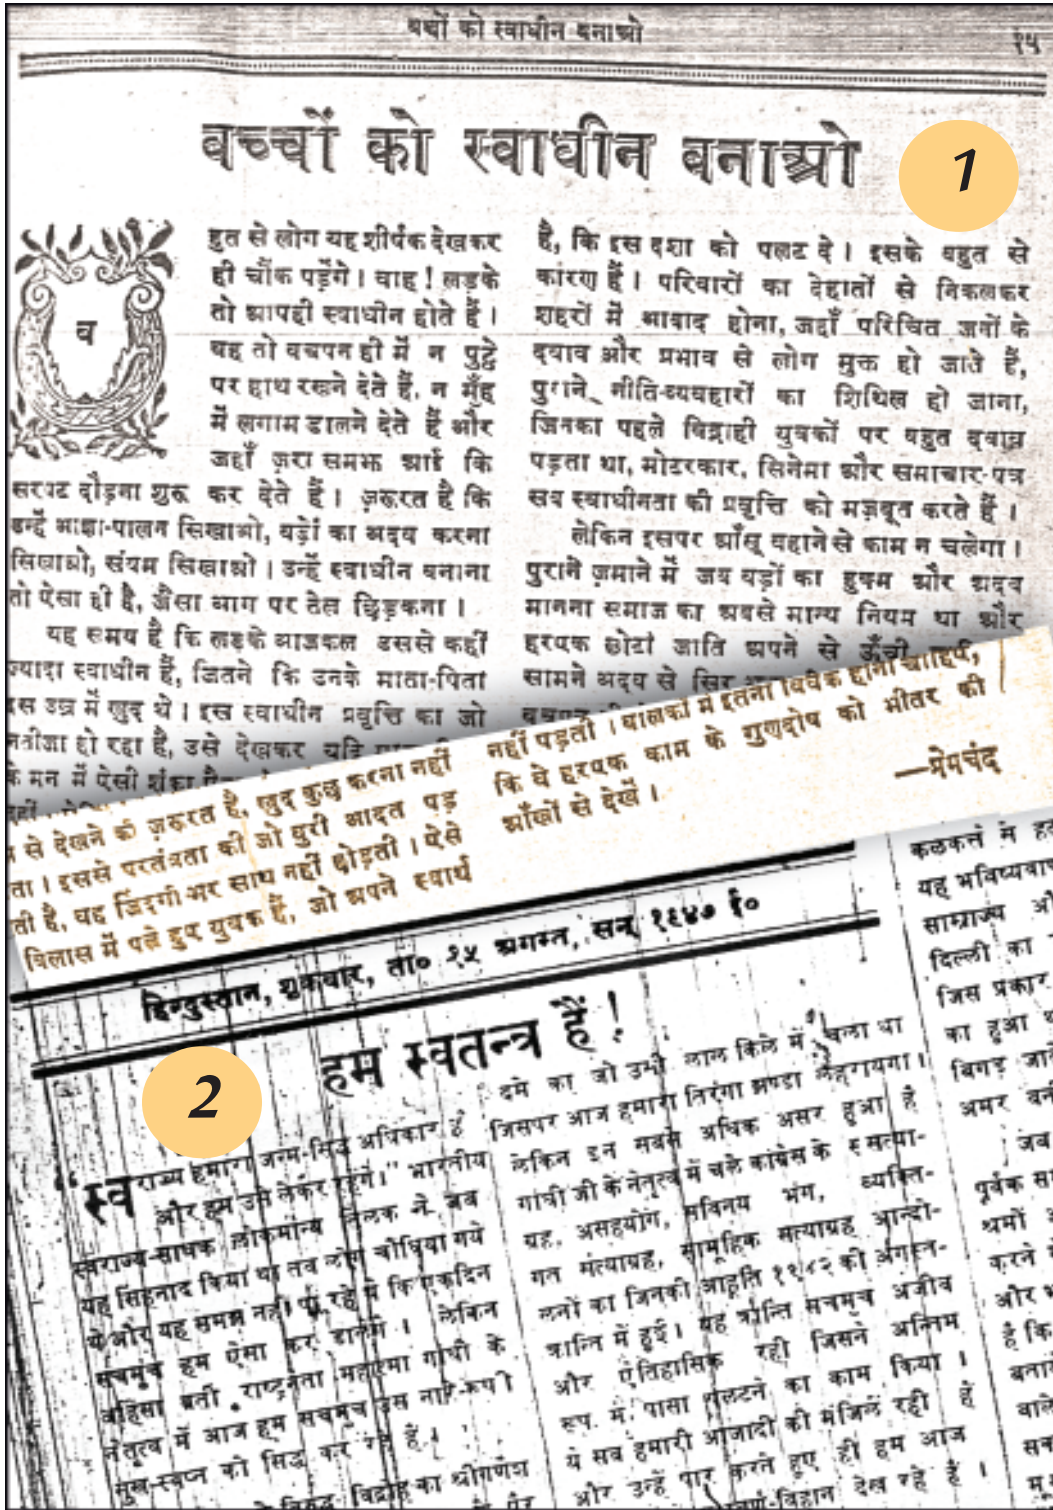 बच्चों को स्वाधीन बनाओ
१५
बच्चों को स्वाधीन बनाओ
1
व
हुत से लोग यह शीर्षक देखकर
ही चौंक पड़ेंगे। वाह! लड़के
तो आपही स्वाधीन होते हैं।
वह तो बचपन ही में न पुट्ठे
पर हाथ रखने देते हैं, न मुँह
में लगाम डालने देते हैं और
जहाँ ज़रा समझ आई कि
सरपट दौड़ना शुरू कर देते हैं। ज़रूरत है कि
उन्हें आज्ञा-पालन सिखाओ, बड़ों का अदब करना
सिखाओ, संयम सिखाओ। उन्हें स्वाधीन बनाना
तो ऐसा ही है, जैसा आग पर तेल छिड़कना।
यह समय है कि लड़के आजकल उससे कहीं
ज्यादा स्वाधीन हैं, जितने कि उनके माता-पिता
इस उम्र में खुद थे। इस स्वाधीन प्रवृत्ति का जो
नतीजा हो रहा है, उसे देखकर यदि
के मन में ऐसी शंका
है, कि इस दशा को पलट दे। इसके बहुत से
कारण हैं। परिवारों का देहातों से निकलकर
शहरों में आबाद होना, जहाँ परिचित जनों के
दबाव और प्रभाव से लोग मुक्त हो जाते हैं,
पुराने नीति-व्यवहारों का शिथिल हो जाना,
जिनका पहले विद्रोही युवकों पर बहुत दबाव
पड़ता था, मोटरकार, सिनेमा और समाचार-पत्र
सब स्वाधीनता की प्रवृत्ति को मज़बूत करते हैं।
लेकिन इसपर आँसू बहाने से काम न चलेगा।
पुराने ज़माने में जब बड़ों का हुक्म और अदब
मानना समाज का सबसे मान्य नियम था और
हरएक छोटी जाति अपने से ऊँची
सामने अदब से सिर
से देखने की ज़रूरत है, खुद कुछ करना नहीं
ता। इससे परतंत्रता की जो बुरी आदत पड़
ती है, वह ज़िंदगी भर साथ नहीं छोड़ती। ऐसे
विलास में पले हुए युवक हैं, जो अपने स्वार्थ
नहीं पड़ती। बालकों में इतना विवेक होना चाहिये,
कि वे हरएक काम के गुणदोष को भीतर की
आँखों से देखें।
—प्रेमचंद
हिन्दुस्तान, शुक्रवार, ता० १५ अगस्त, सन् १९४७ ई०
हम स्वतन्त्र हैं!
2
“स्वराज्य हमारा जन्म-सिद्ध अधिकार है
और हम उसे लेकर रहेंगे।” भारतीय
स्वराज्य-साधक लोकमान्य तिलक ने जब
यह सिंहनाद किया था तब लोग चौंधिया गये
थे और यह समझ नहीं पा रहे थे कि एकदिन
सचमुच हम ऐसा कर डालेंगे। लेकिन
अहिंसा व्रती राष्ट्रनेता महात्मा गांधी के
नेतृत्व में आज हम सचमुच उस नारे-रूपी
सुख-स्वप्न को सिद्ध कर रहे हैं।
के विरुद्ध विद्रोह का श्रीगणेश
दमे का जो उसी लाल किले में चला था
जिसपर आज हमारा तिरंगा झण्डा लहरायगा।
लेकिन इन सबसे अधिक असर हुआ है
गांधी जी के नेतृत्व में चले कांग्रेस के सत्या-
ग्रह, असहयोग, सविनय भंग, व्यक्ति-
गत सत्याग्रह, सामूहिक सत्याग्रह आन्दो-
लनों का जिनकी आहूति १९४२ की अगस्त-
क्रान्ति में हुई। यह क्रान्ति सचमुच अजीब
और ऐतिहासिक रही जिसने अन्तिम
रूप में पासा पलटने का काम किया।
ये सब हमारी आजादी की मंजिलें रही हैं
और उन्हें पार करते हुए ही हम आज
विहान देख रहे हैं।
कलकत्ते में
यह
साम्राज्य
दिल्ली का
जिस प्रकार
का हुआ
बिगड़
अमर
जब
पूर्वक
करने
और
है कि